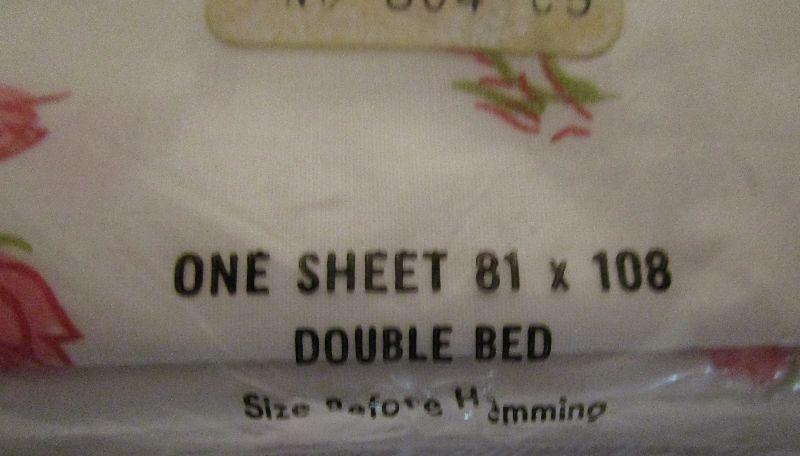 ONE SHEET 81 x 108
DOUBLE BED
Size Before Hemming